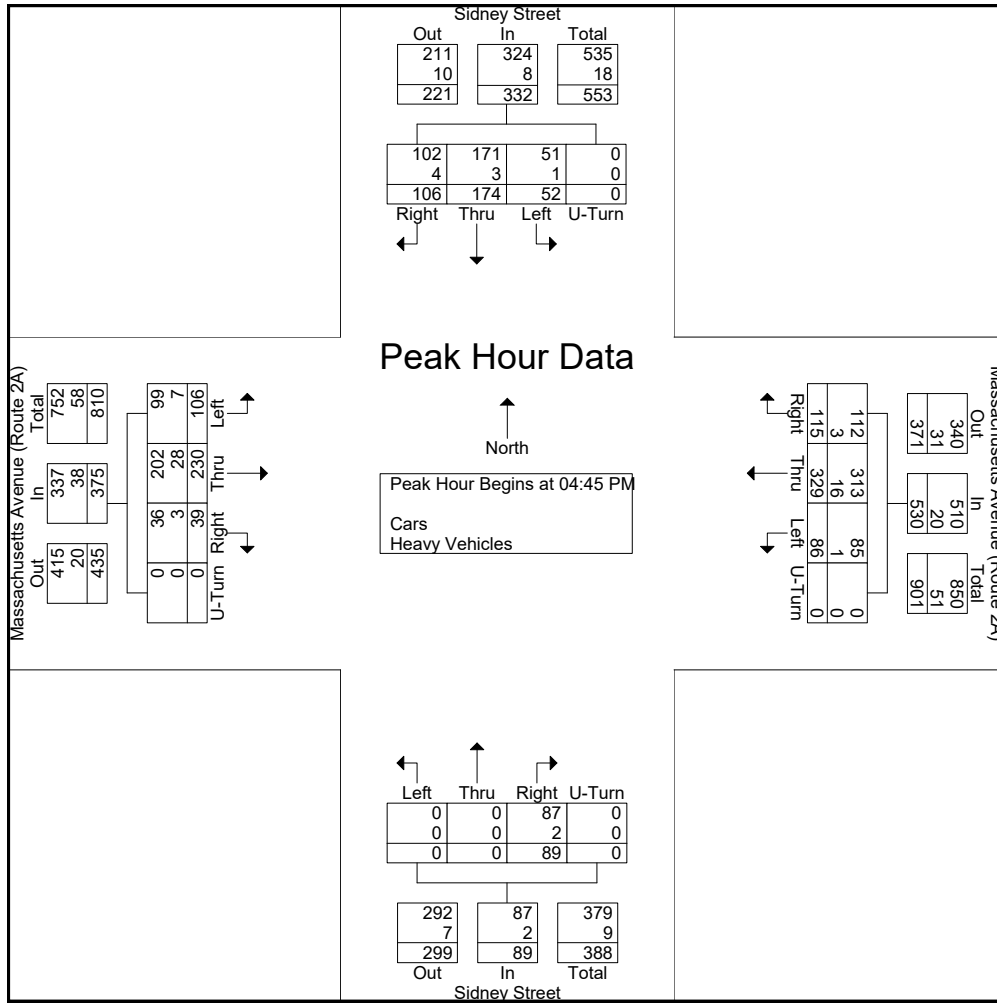 Sidney Street
Out In Total
211 324 535
10 8 18
221 332 553
102 171 51 0
4 3 1 0
106 174 52 0
Right Thru Left U-Turn
Peak Hour Data
North
Peak Hour Begins at 04:45 PM
Cars
Heavy Vehicles
Massachusetts Avenue (Route 2A)
Out In Total
415 337 752
20 38 58
435 375 810
U-Turn Right Thru Left
0 36 202 99
0 3 28 7
0 39 230 106
Massachusetts Avenue (Route 2A)
Out In Total
340 510 850
31 20 51
371 530 901
112 313 85 0
3 16 1 0
115 329 86 0
Right Thru Left U-Turn
Left Thru Right U-Turn
0 0 87 0
0 0 2 0
0 0 89 0
292 87 379
7 2 9
299 89 388
Out In Total
Sidney Street